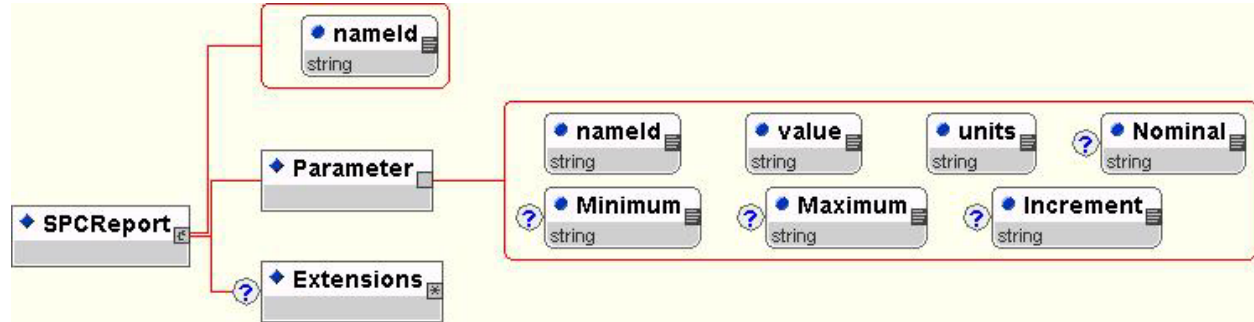 nameId
string
nameId
string
value
string
units
string
? Nominal
string
Parameter
? Minimum
string
? Maximum
string
? Increment
string
SPCReport
? Extensions
*